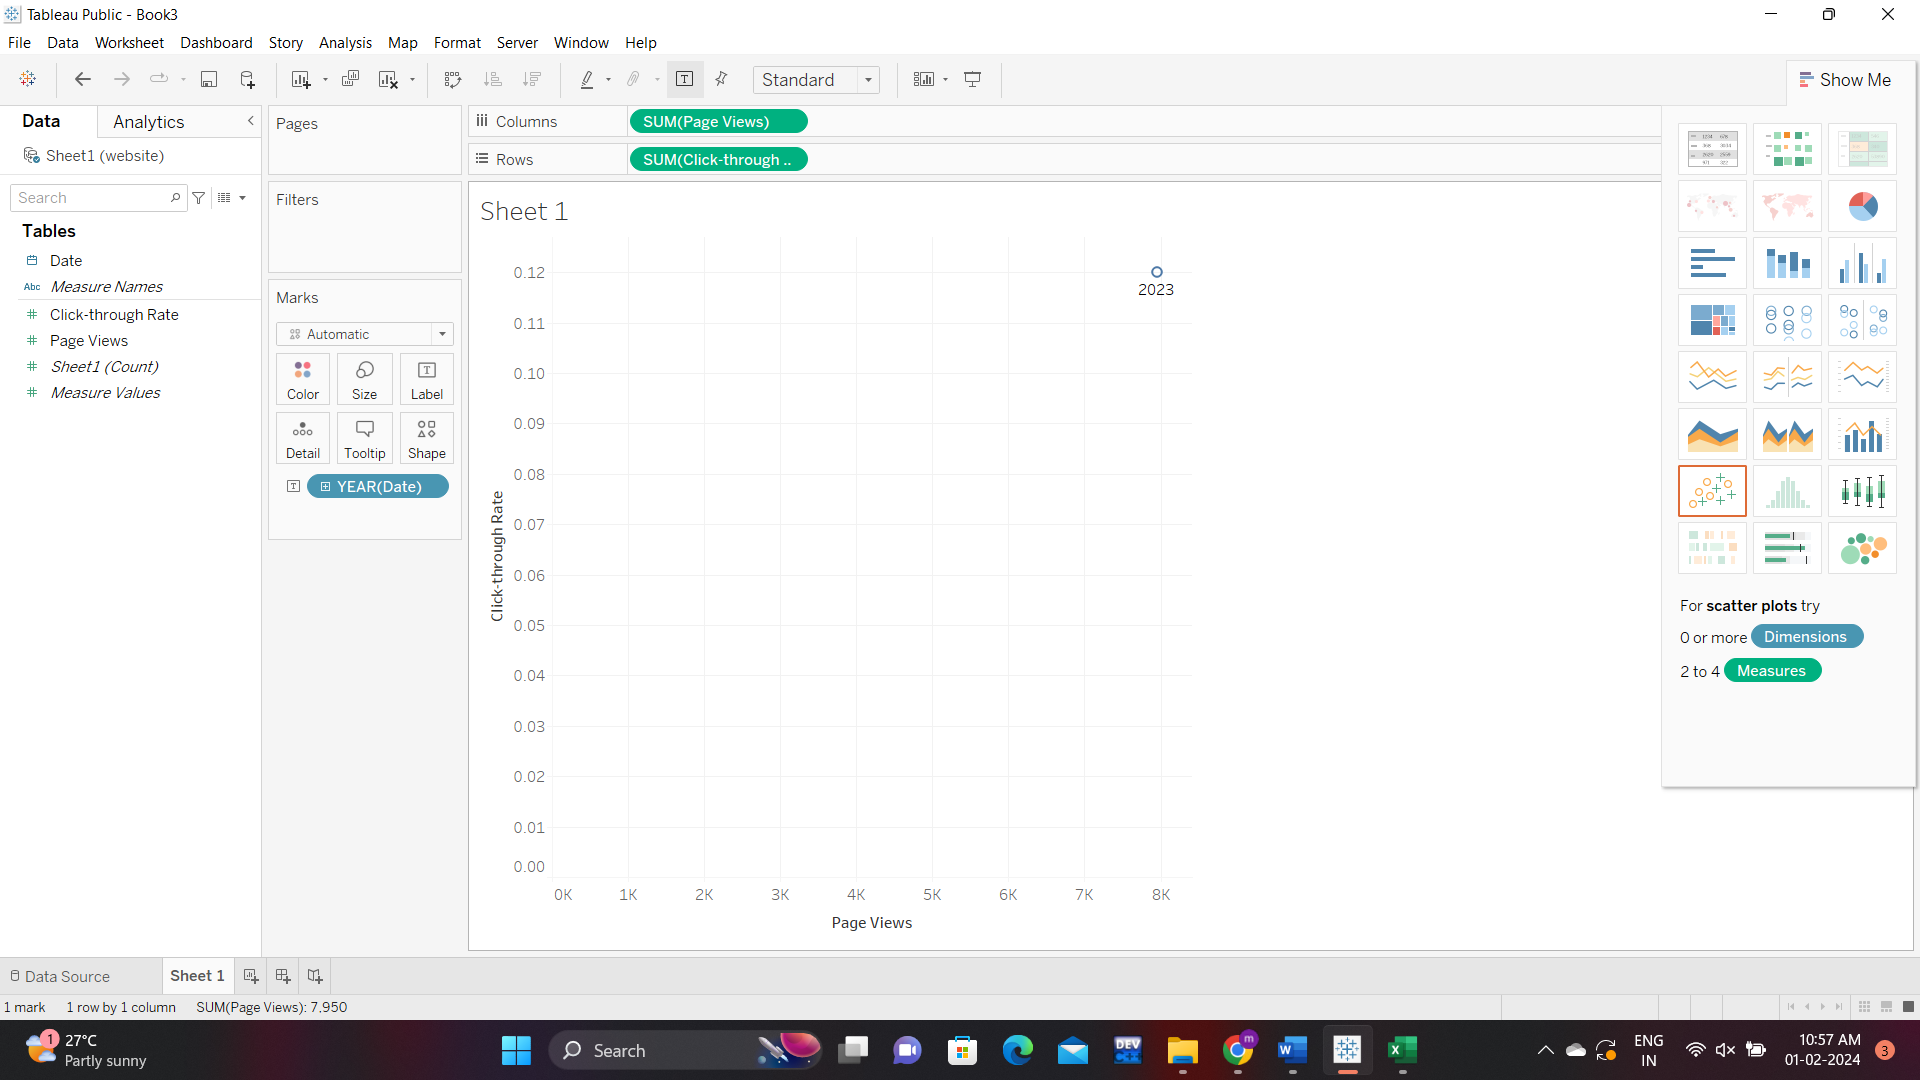 Tableau Public - Book3
File Data Worksheet Dashboard Story Analysis Map Format Server Window Help
Standard
Show Me
Data
Analytics
Sheet1 (website)
Search
Tables
Date
Abc Measure Names
Click-through Rate
Page Views
Sheet1 (Count)
Measure Values
Pages
Filters
Marks
Automatic
Color Size Label
Detail Tooltip Shape
YEAR(Date)
Columns SUM(Page Views)
Rows SUM(Click-through ..
Sheet 1
0.12
0.11
0.10
0.09
0.08
0.07
0.06
0.05
0.04
0.03
0.02
0.01
0.00
Click-through Rate
2023
0K 1K 2K 3K 4K 5K 6K 7K 8K
Page Views
For scatter plots try
0 or more Dimensions
2 to 4 Measures
Data Source Sheet 1
1 mark 1 row by 1 column SUM(Page Views): 7,950
1
27°C
Partly sunny
Search
DEV
m
W
X
ENG
IN
10:57 AM
01-02-2024
3